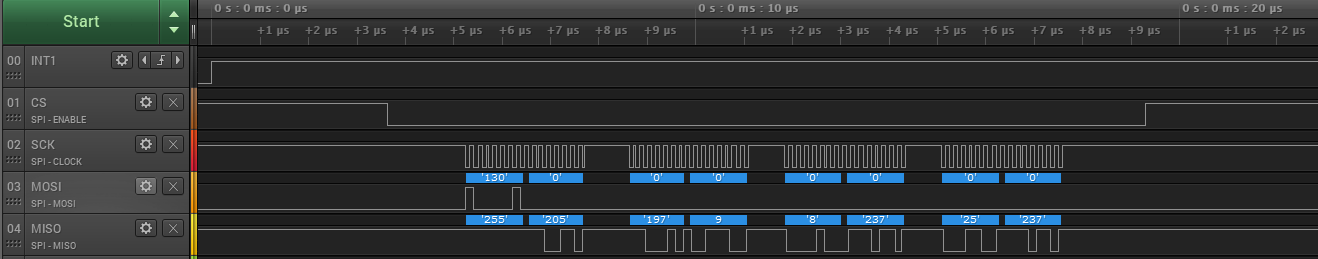 Start
0 s : 0 ms : 0 µs 0 s : 0 ms : 10 µs 0 s : 0 ms : 20 µs
+1 µs +2 µs +3 µs +4 µs +5 µs +6 µs +7 µs +8 µs +9 µs +1 µs +2 µs +3 µs +4 µs +5 µs +6 µs +7 µs +8 µs +9 µs +1 µs +2 µs
00 INT1
01 CS
SPI - ENABLE
02 SCK
SPI - CLOCK
'130' '0' '0' '0' '0' '0' '0' '0'
03 MOSI
SPI - MOSI
'255' '205' '197' 9 '8' '237' '25' '237'
04 MISO
SPI - MISO